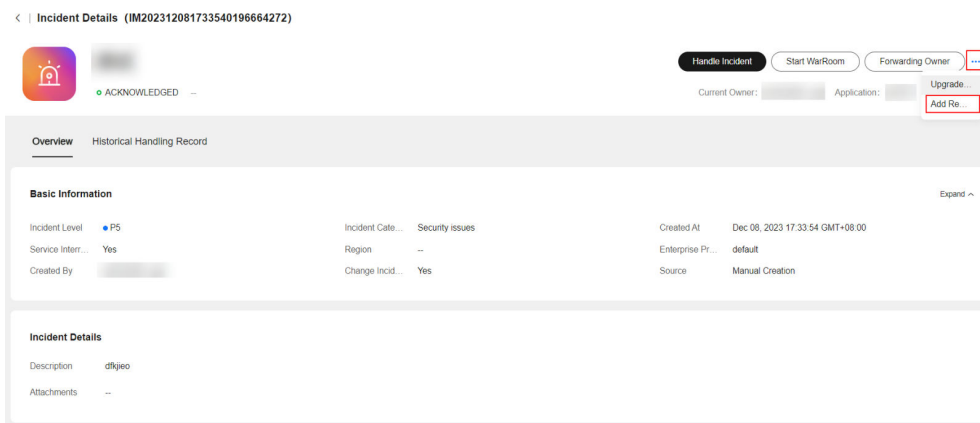 < | Incident Details (IM202312081733540196664272)
Handle Incident Start WarRoom Forwarding Owner ...
ACKNOWLEDGED --
Current Owner: Application:
Upgrade...
Add Re...
Overview Historical Handling Record
Basic Information Expand
Incident Level P5 Incident Cate... Security issues Created At Dec 08, 2023 17:33:54 GMT+08:00
Service Interr... Yes Region -- Enterprise Pr... default
Created By Change Incid... Yes Source Manual Creation
Incident Details
Description dfkjieo
Attachments --